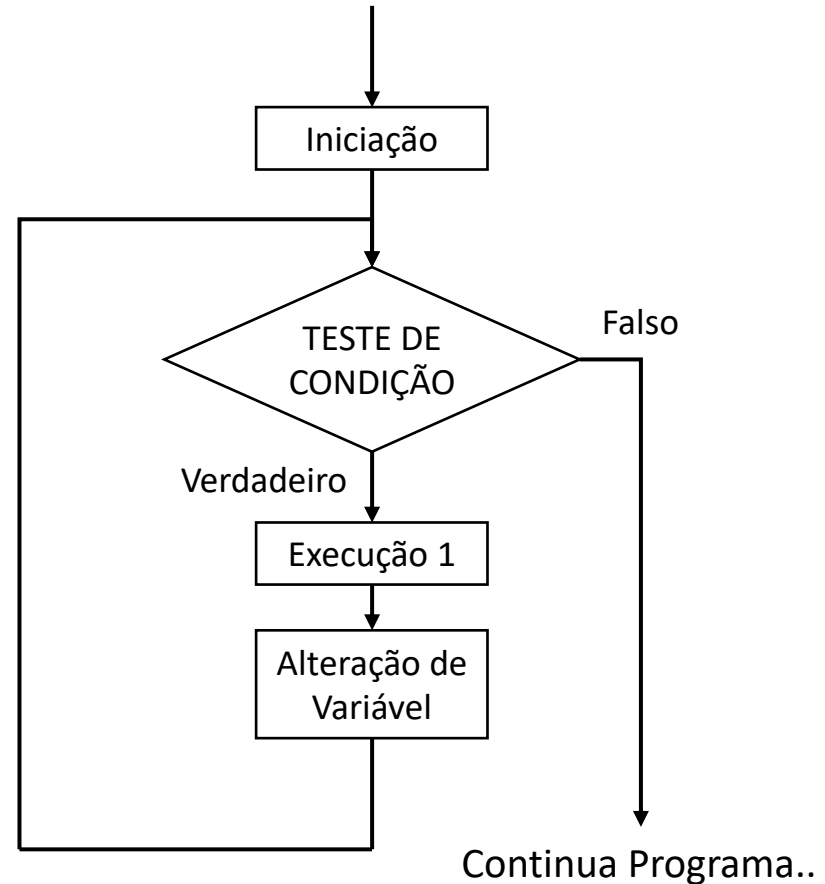 Iniciação
TESTE DE
CONDIÇÃO
Falso
Verdadeiro
Execução 1
Alteração de
Variável
Continua Programa..